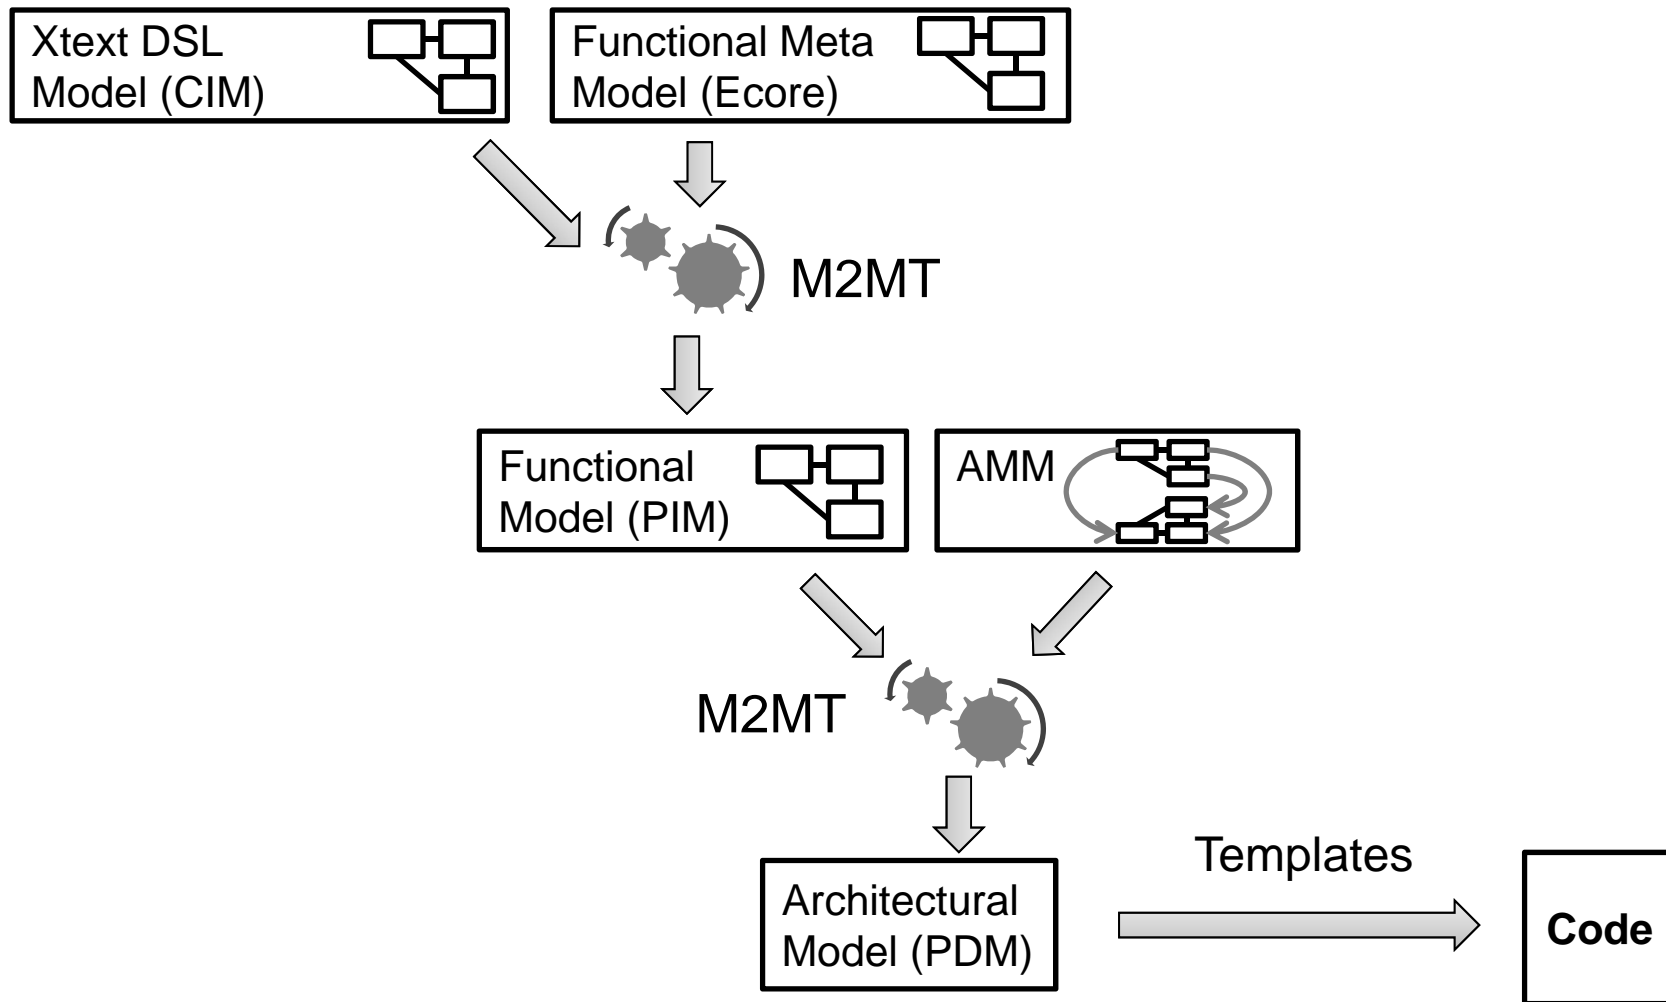 Xtext DSL
Model (CIM)
Functional Meta
Model (Ecore)
M2MT
Functional
Model (PIM)
AMM
M2MT
Architectural
Model (PDM)
Templates
Code